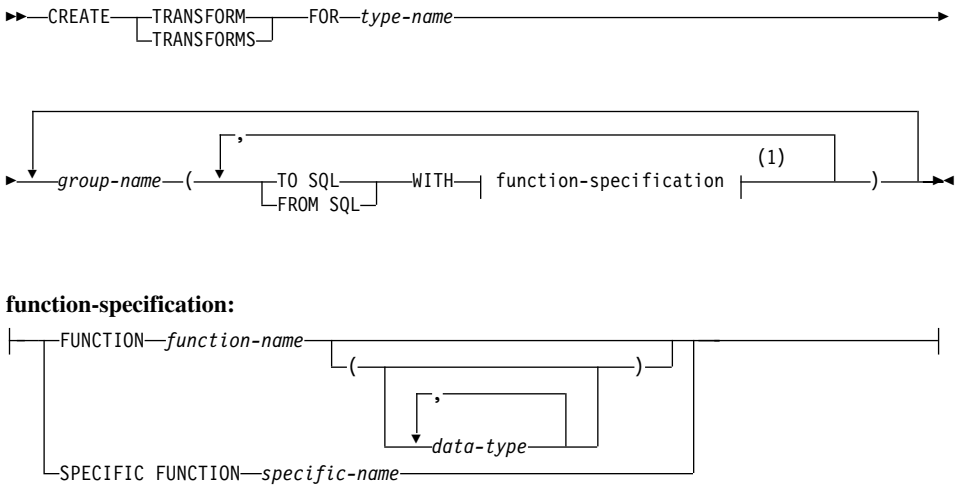 CREATE TRANSFORM FOR type-name
TRANSFORMS
,
(1)
group-name ( TO SQL WITH function-specification )
FROM SQL
function-specification:
FUNCTION function-name
( )
,
data-type
SPECIFIC FUNCTION specific-name